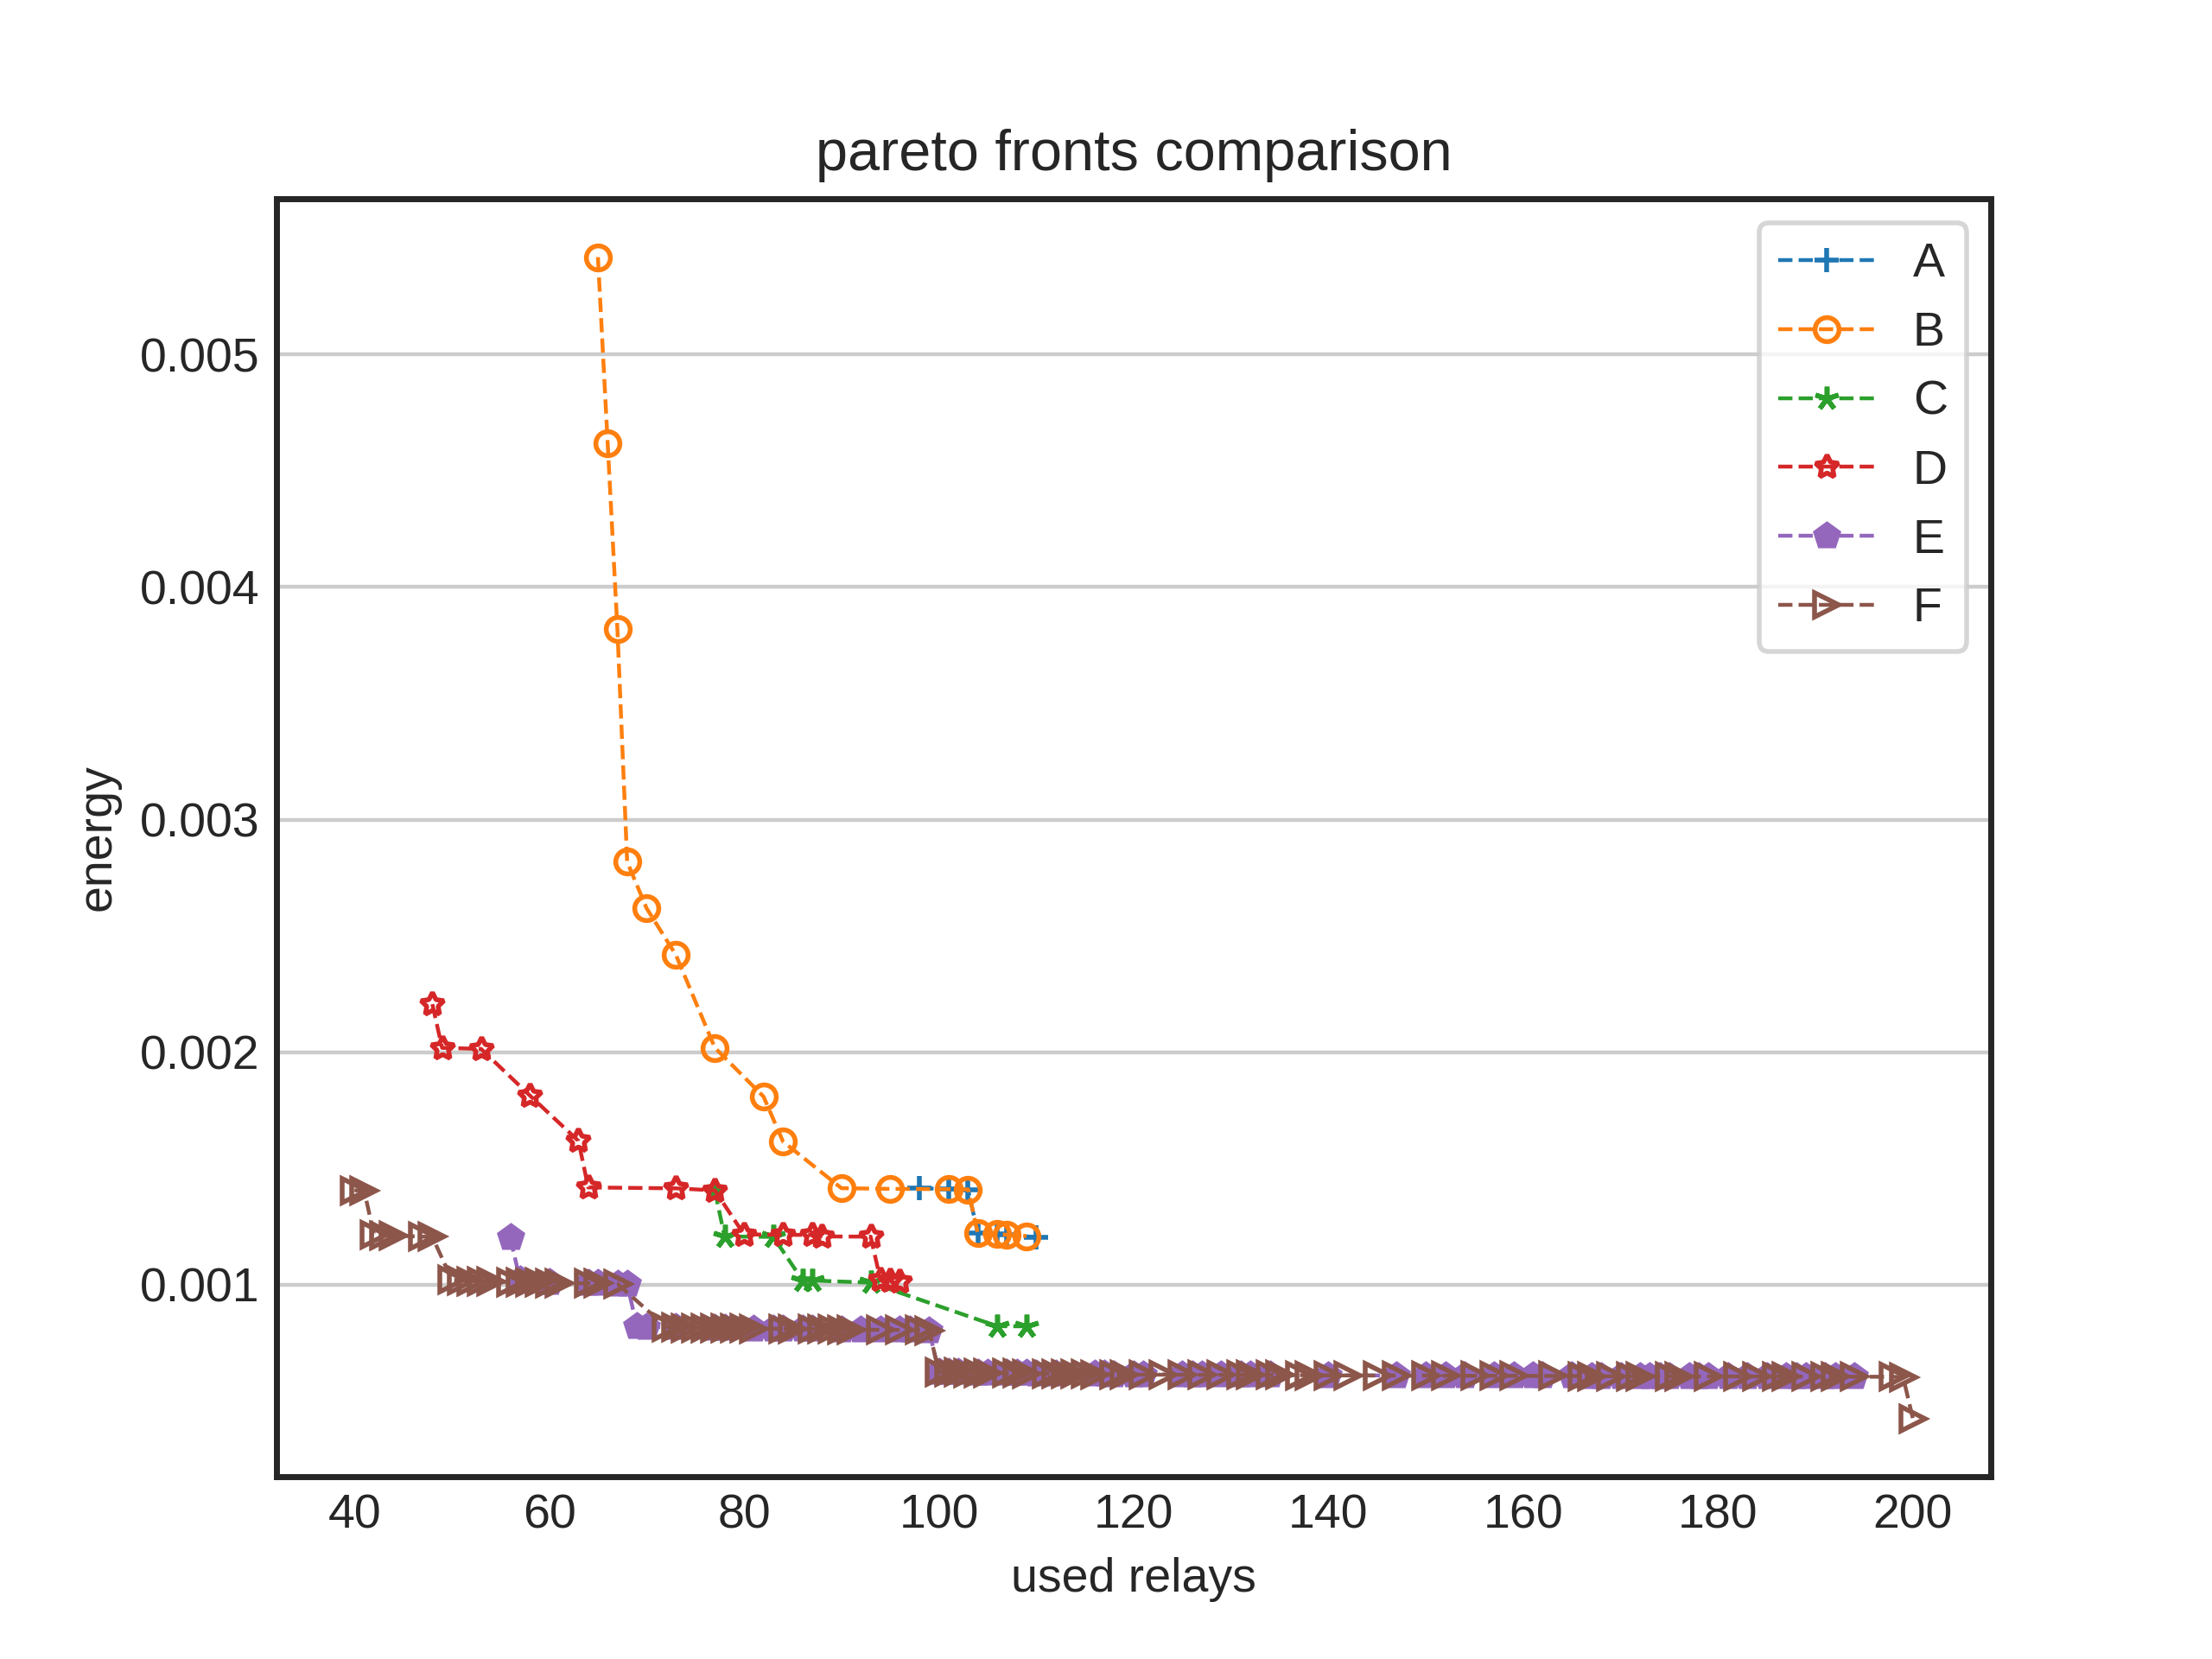 pareto fronts comparison
A
B
C
D
E
F
0.005
0.004
0.003
0.002
0.001
energy
40 60 80 100 120 140 160 180 200
used relays